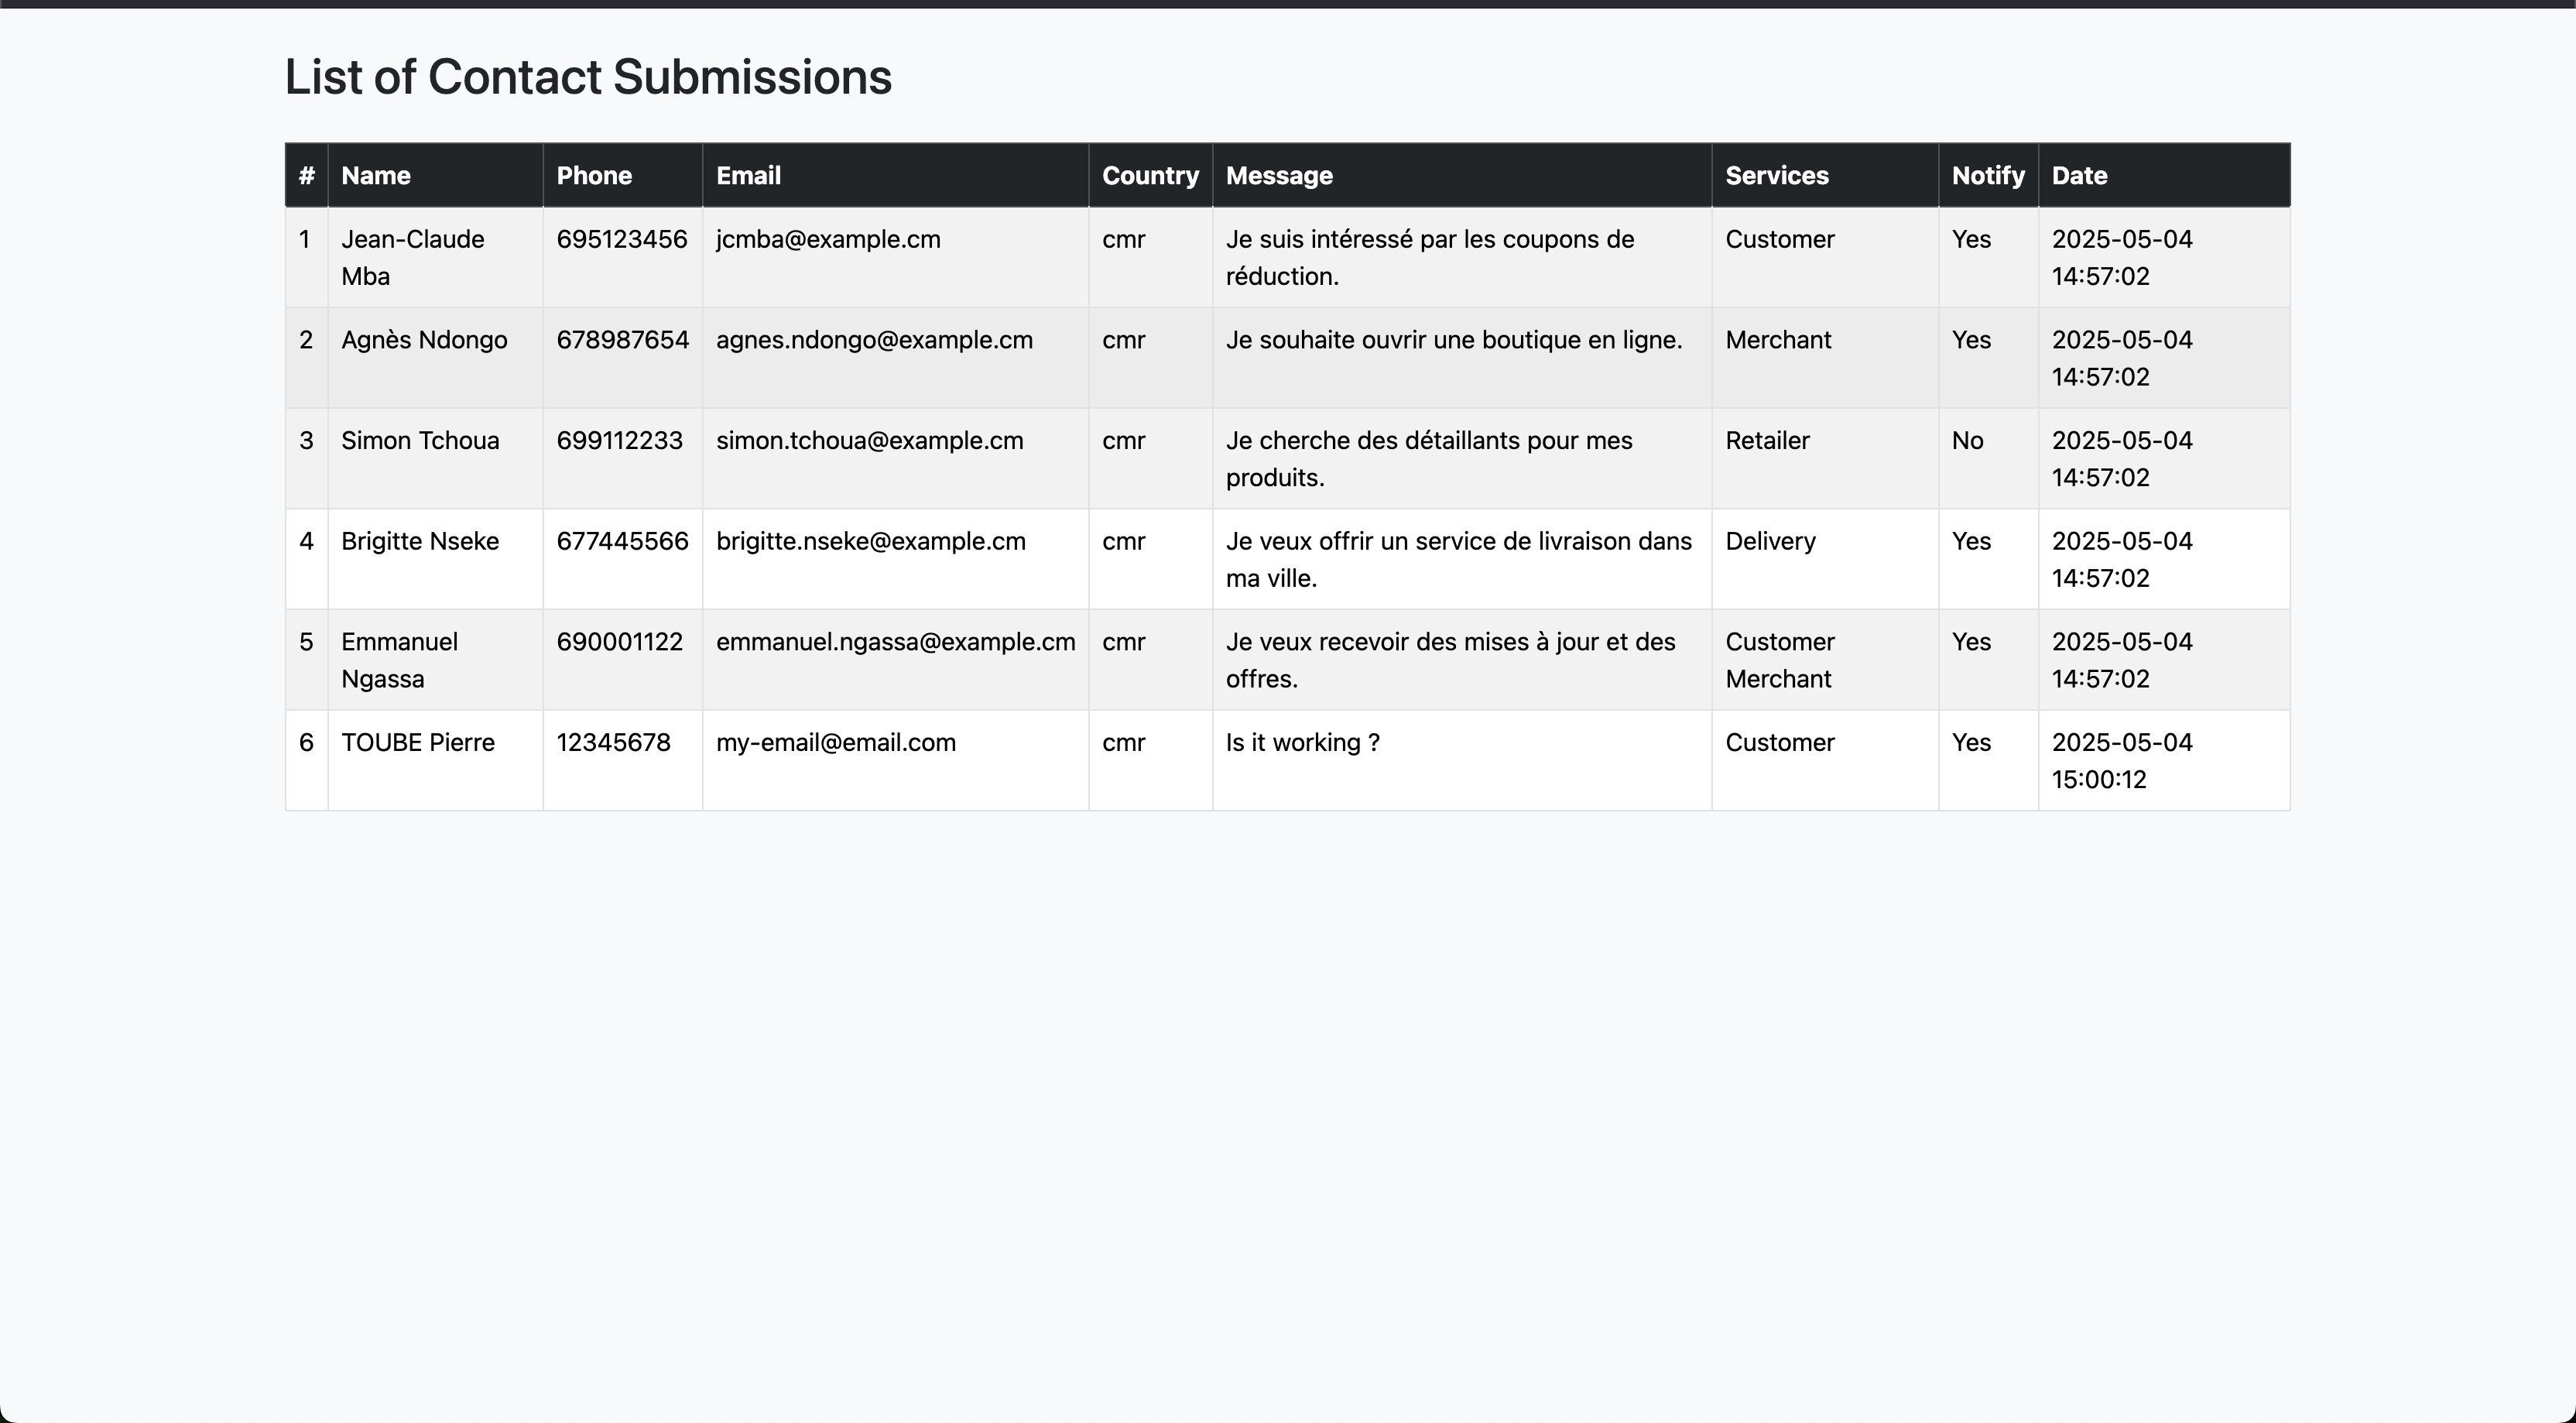 List of Contact Submissions
# Name Phone Email Country Message Services Notify Date
1 Jean-Claude Mba 695123456 jcmba@example.cm cmr Je suis intéressé par les coupons de réduction. Customer Yes 2025-05-04 14:57:02
2 Agnès Ndongo 678987654 agnes.ndongo@example.cm cmr Je souhaite ouvrir une boutique en ligne. Merchant Yes 2025-05-04 14:57:02
3 Simon Tchoua 699112233 simon.tchoua@example.cm cmr Je cherche des détaillants pour mes produits. Retailer No 2025-05-04 14:57:02
4 Brigitte Nseke 677445566 brigitte.nseke@example.cm cmr Je veux offrir un service de livraison dans ma ville. Delivery Yes 2025-05-04 14:57:02
5 Emmanuel Ngassa 690001122 emmanuel.ngassa@example.cm cmr Je veux recevoir des mises à jour et des offres. Customer Merchant Yes 2025-05-04 14:57:02
6 TOUBE Pierre 12345678 my-email@email.com cmr Is it working ? Customer Yes 2025-05-04 15:00:12